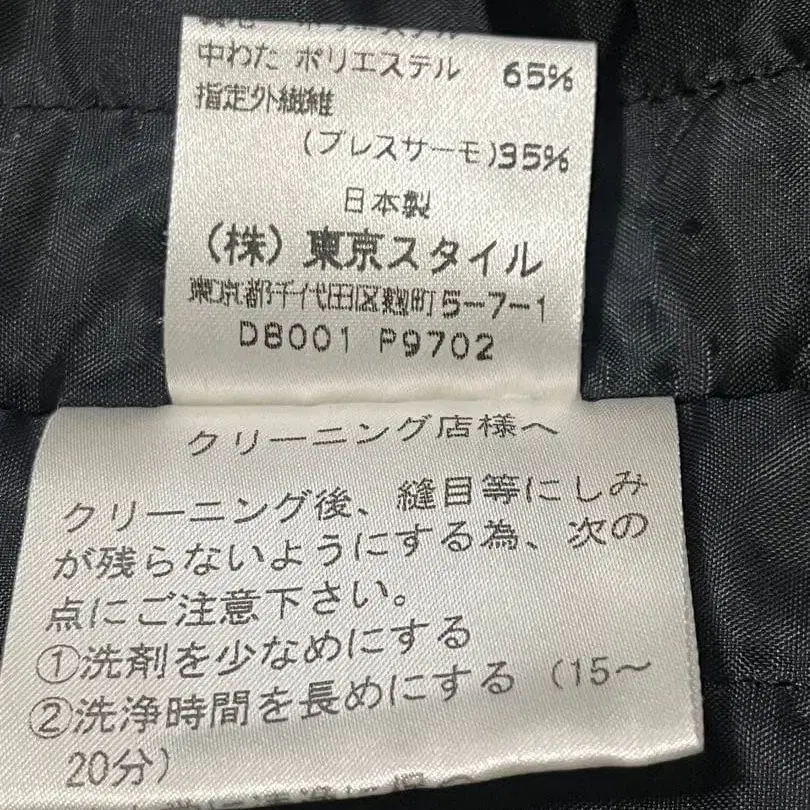 中わた ポリエステル 65%
指定外繊維
(ブレスサーモ)35%
日本製
(株)東京スタイル
東京都千代田区麹町5-7-1
D8001 P9702
クリーニング店様へ
クリーニング後、縫目等にしみ
が残らないようにする為、次の
点にご注意下さい。
①洗剤を少なめにする
②洗浄時間を長めにする(15〜
20分)